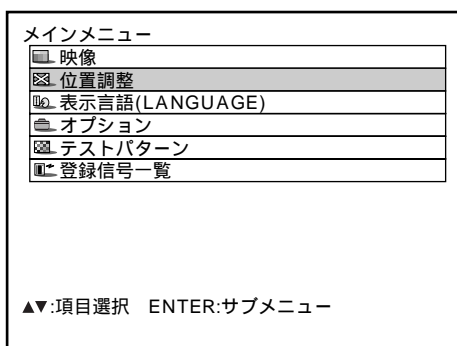 メインメニュー
映像
位置調整
表示言語(LANGUAGE)
オプション
テストパターン
登録信号一覧
▲▼:項目選択　ENTER:サブメニュー